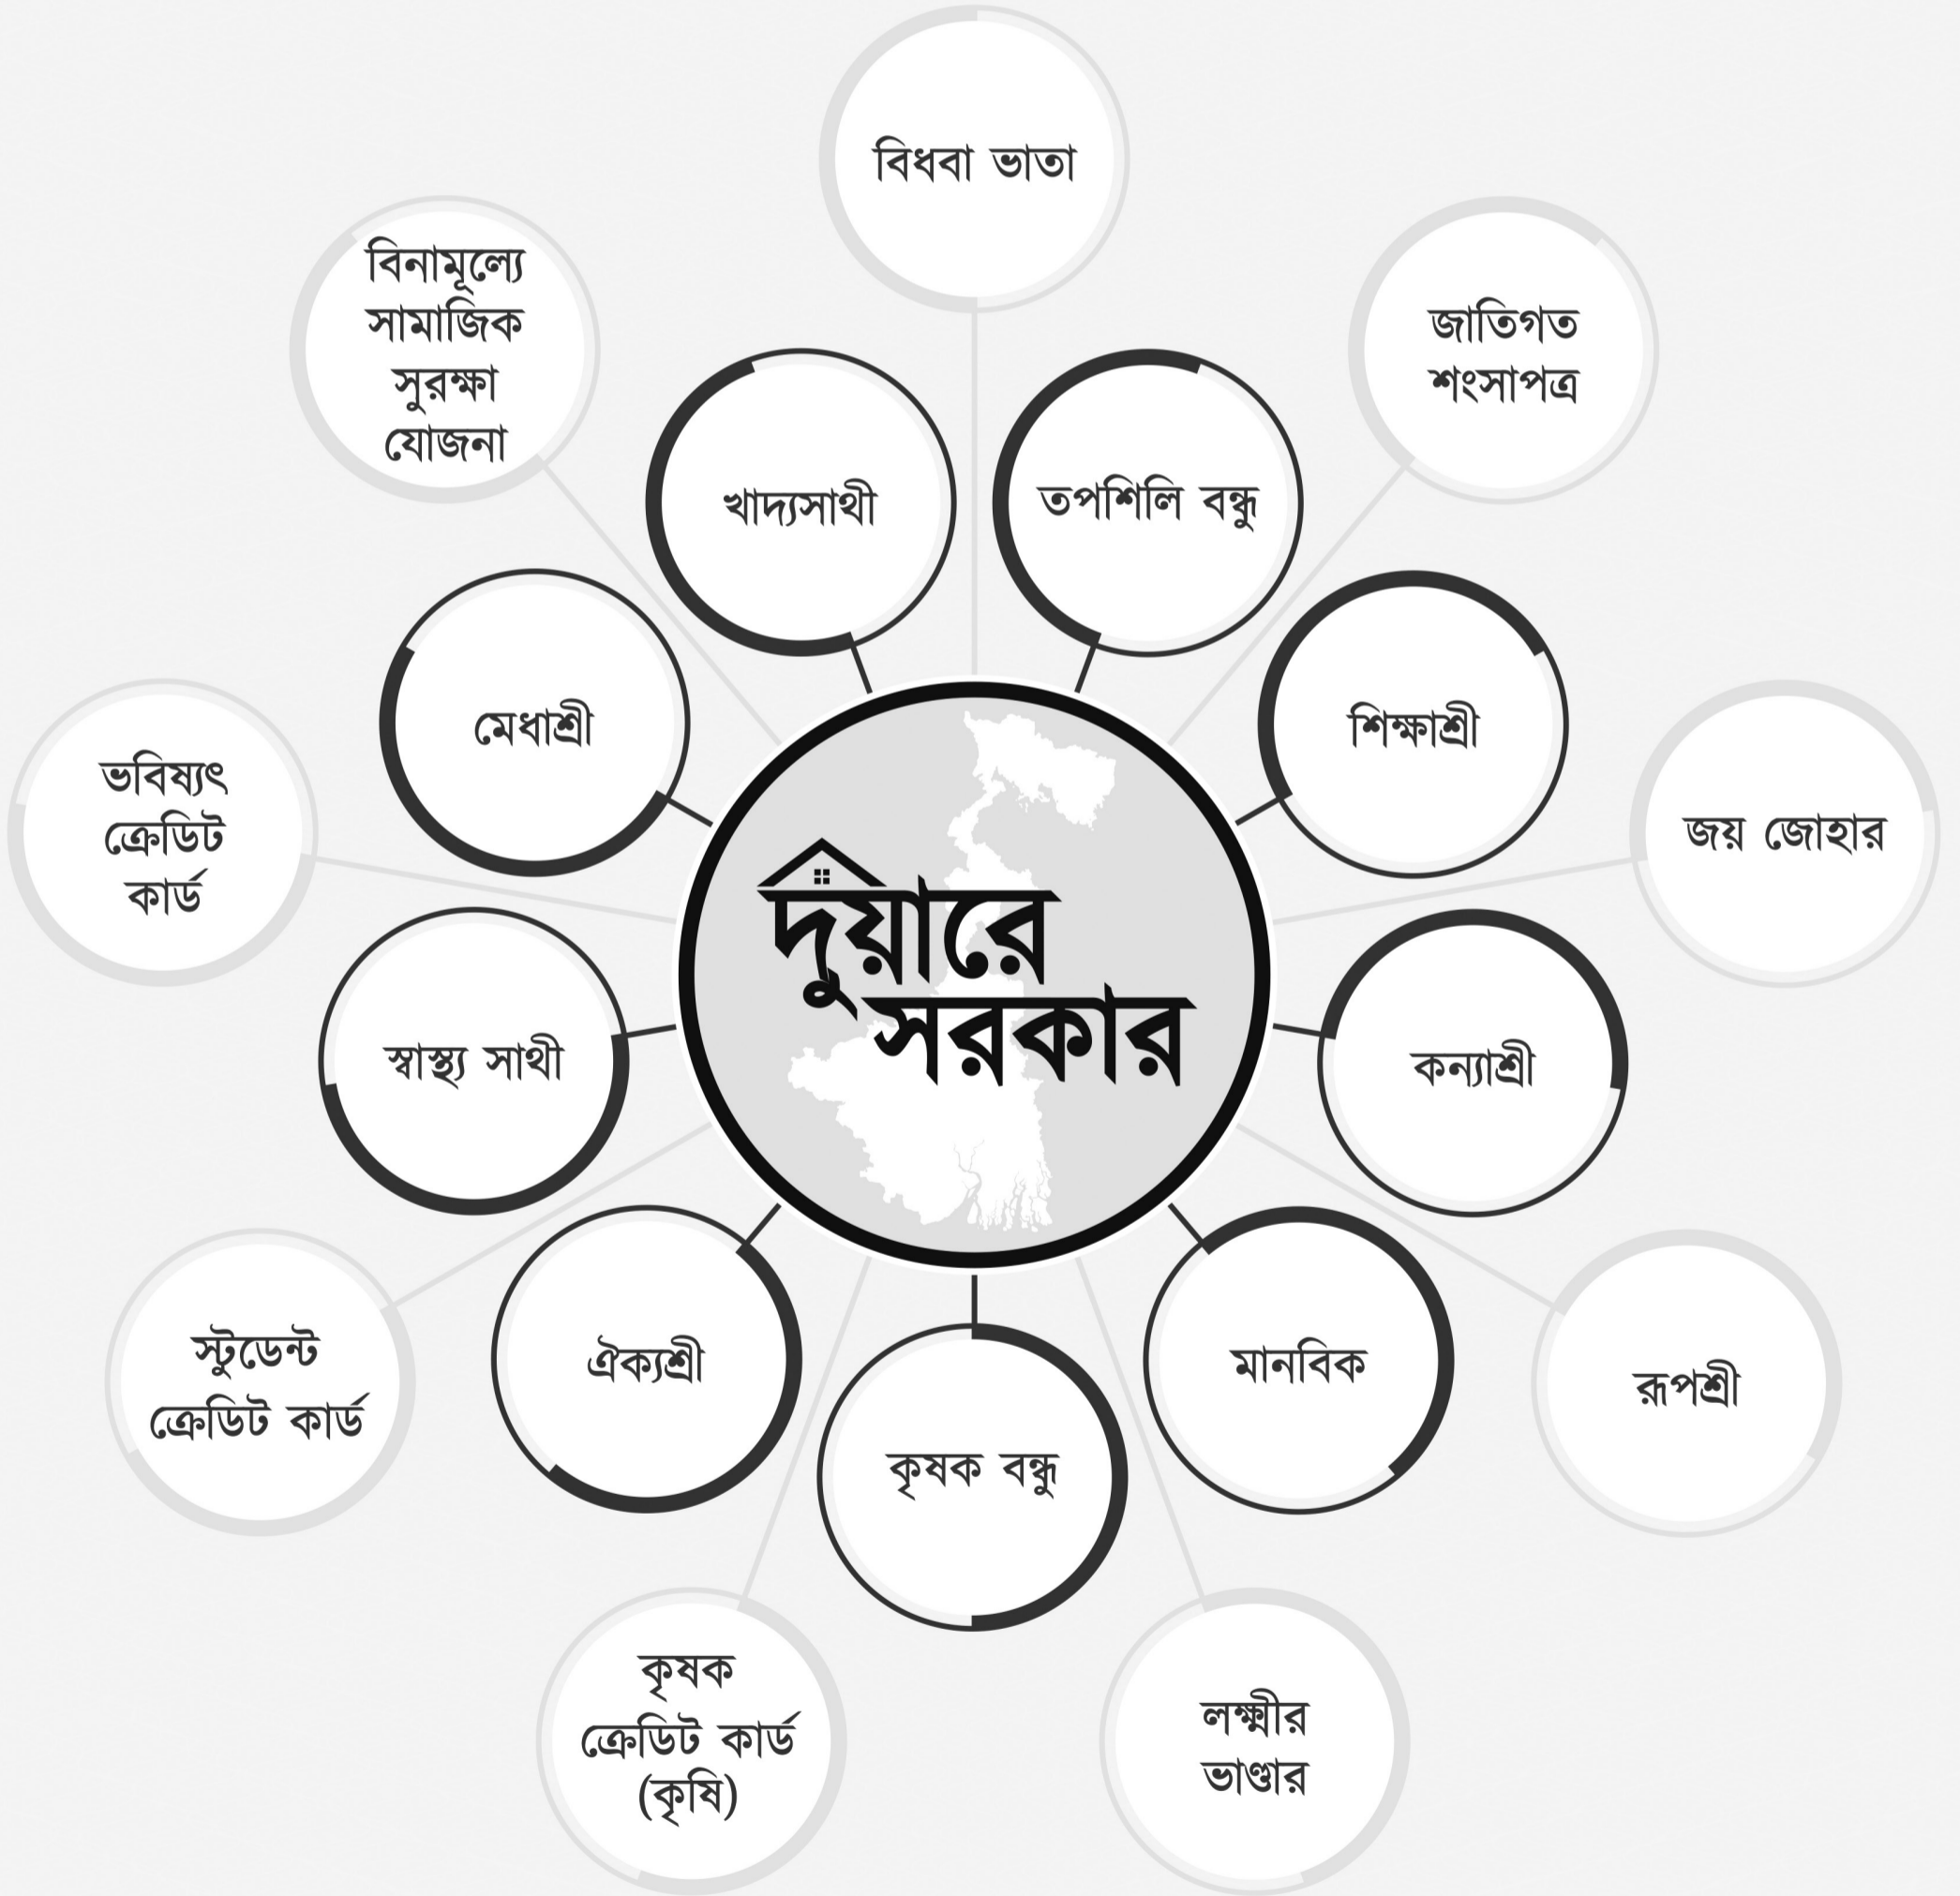 বিধবা ভাতা
বিনামূল্যে
সামাজিক
সুরক্ষা
যোজনা
জাতিগত
শংসাপত্র
খাদ্যসাথী
তপশিলি বন্ধু
মেধাশ্রী
শিক্ষাশ্রী
ভবিষ্যৎ
ক্রেডিট
কার্ড
জয় জোহার
দুয়ারে
সরকার
স্বাস্থ্য সাথী
কন্যাশ্রী
স্টুডেন্ট
ক্রেডিট কার্ড
ঐক্যশ্রী
মানবিক
রূপশ্রী
কৃষক বন্ধু
কৃষক
ক্রেডিট কার্ড
(কৃষি)
লক্ষ্মীর
ভাণ্ডার